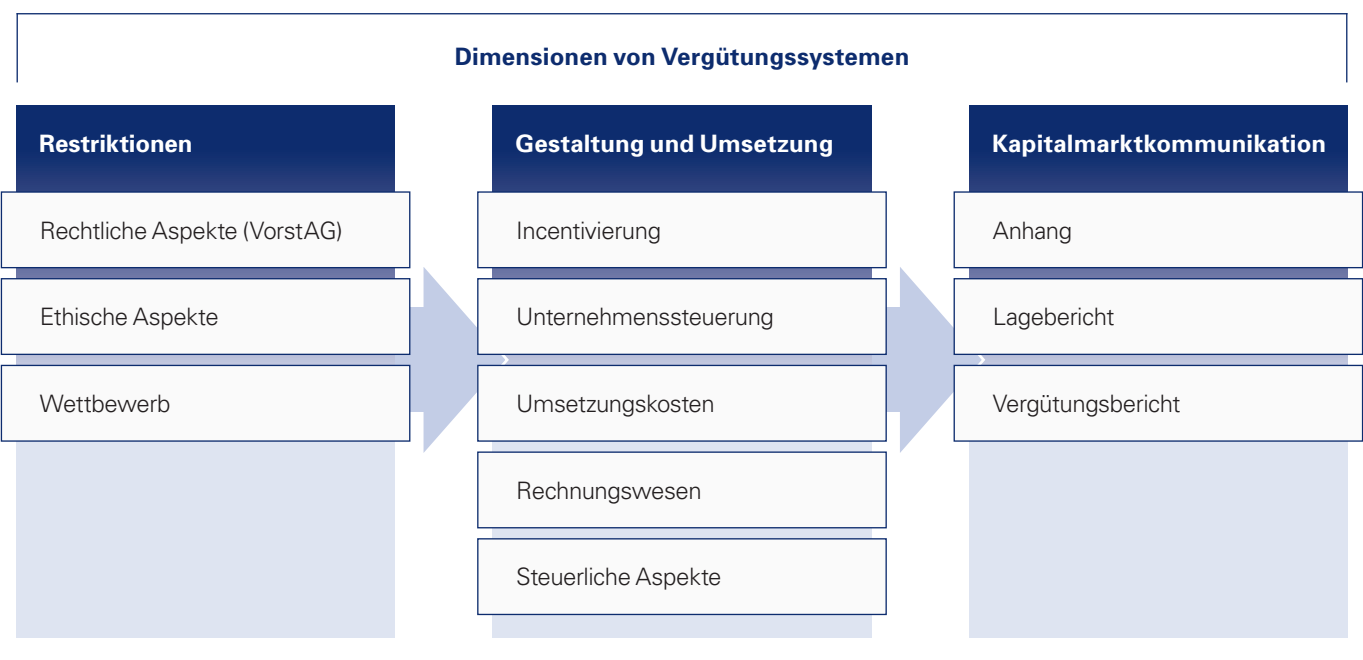 Dimensionen von Vergütungssystemen
Restriktionen
Rechtliche Aspekte (VorstAG)
Ethische Aspekte
Wettbewerb
Gestaltung und Umsetzung
Incentivierung
Unternehmenssteuerung
Umsetzungskosten
Rechnungswesen
Steuerliche Aspekte
Kapitalmarktkommunikation
Anhang
Lagebericht
Vergütungsbericht